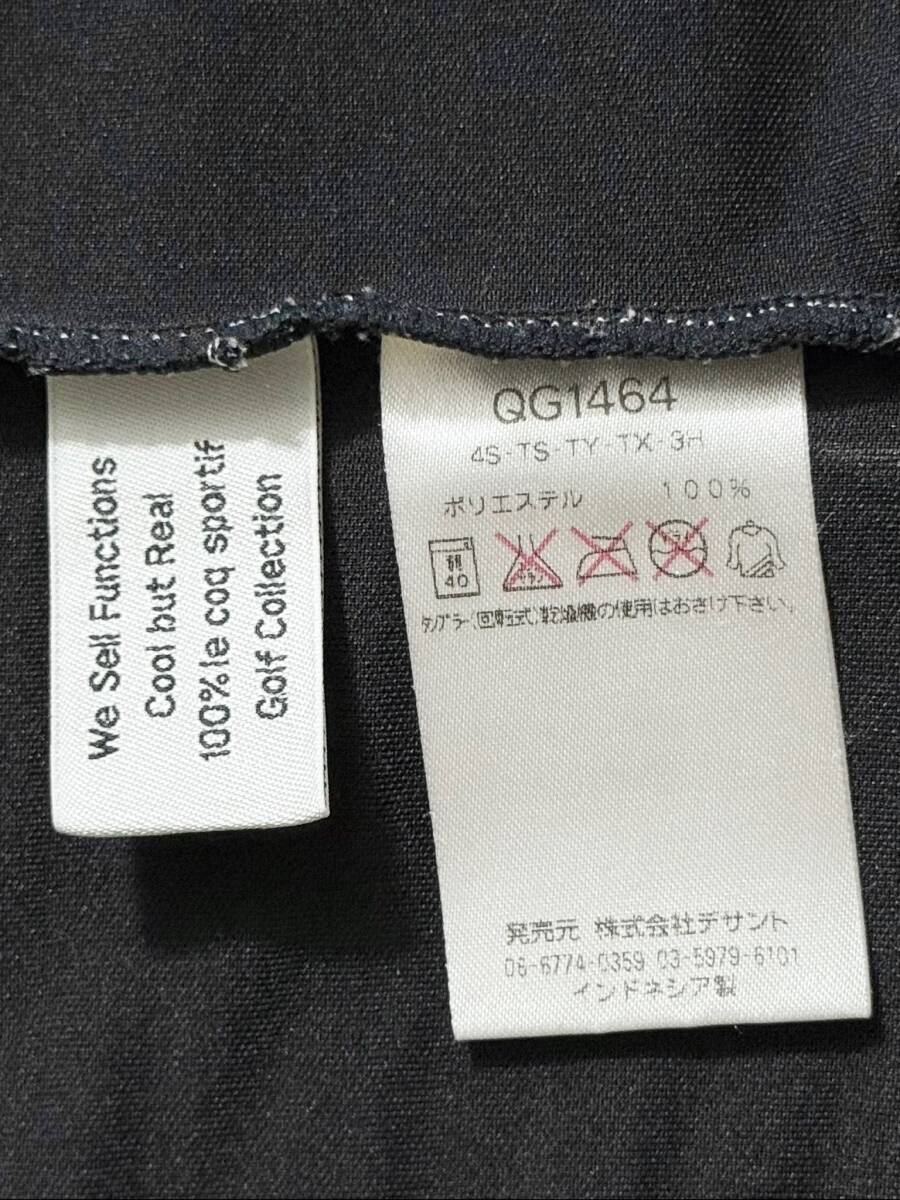 We Sell Functions
Cool but Real
100% le coq sportif
Golf Collection
QG1464
4S-TS-TY-TX-3H
ポリエステル 100%
40
タンブラー(回転式)乾燥機の使用はおさけ下さい。
発売元 株式会社デサント
06-6774-0359 03-5979-6101
インドネシア製